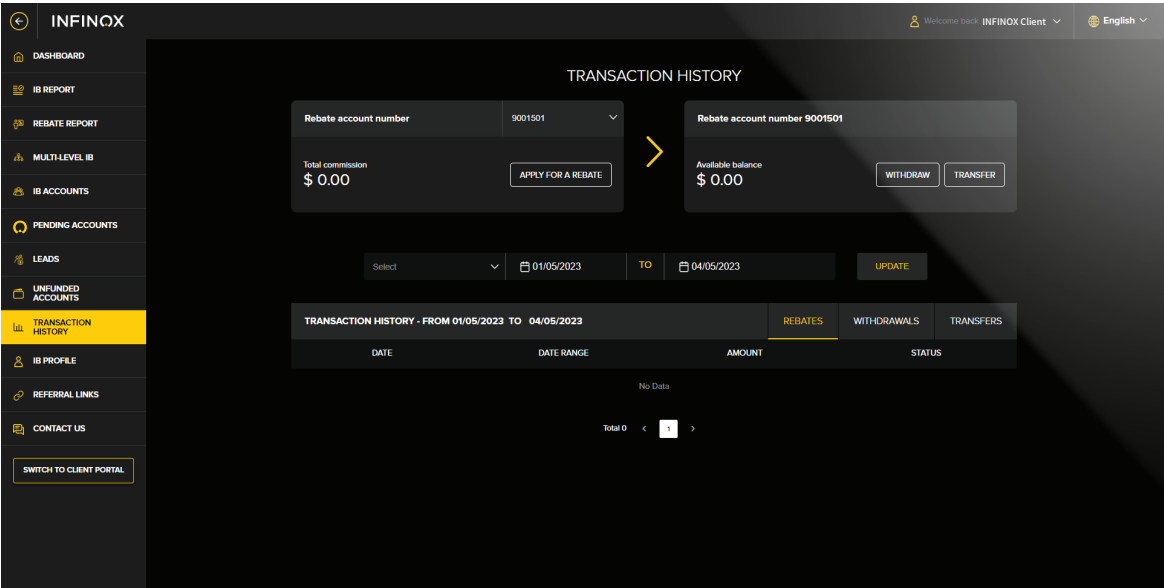 INFINOX
Welcome back INFINOX Client
English
DASHBOARD
IB REPORT
REBATE REPORT
MULTI-LEVEL IB
IB ACCOUNTS
PENDING ACCOUNTS
LEADS
UNFUNDED
ACCOUNTS
TRANSACTION
HISTORY
IB PROFILE
REFERRAL LINKS
CONTACT US
SWITCH TO CLIENT PORTAL
TRANSACTION HISTORY
Rebate account number 9001501
Total commission
$ 0.00
APPLY FOR A REBATE
Rebate account number 9001501
Available balance
$ 0.00
WITHDRAW TRANSFER
Select 01/05/2023 TO 04/05/2023 UPDATE
TRANSACTION HISTORY - FROM 01/05/2023 TO 04/05/2023 REBATES WITHDRAWALS TRANSFERS
DATE DATE RANGE AMOUNT STATUS
No Data
Total 0 < 1 >